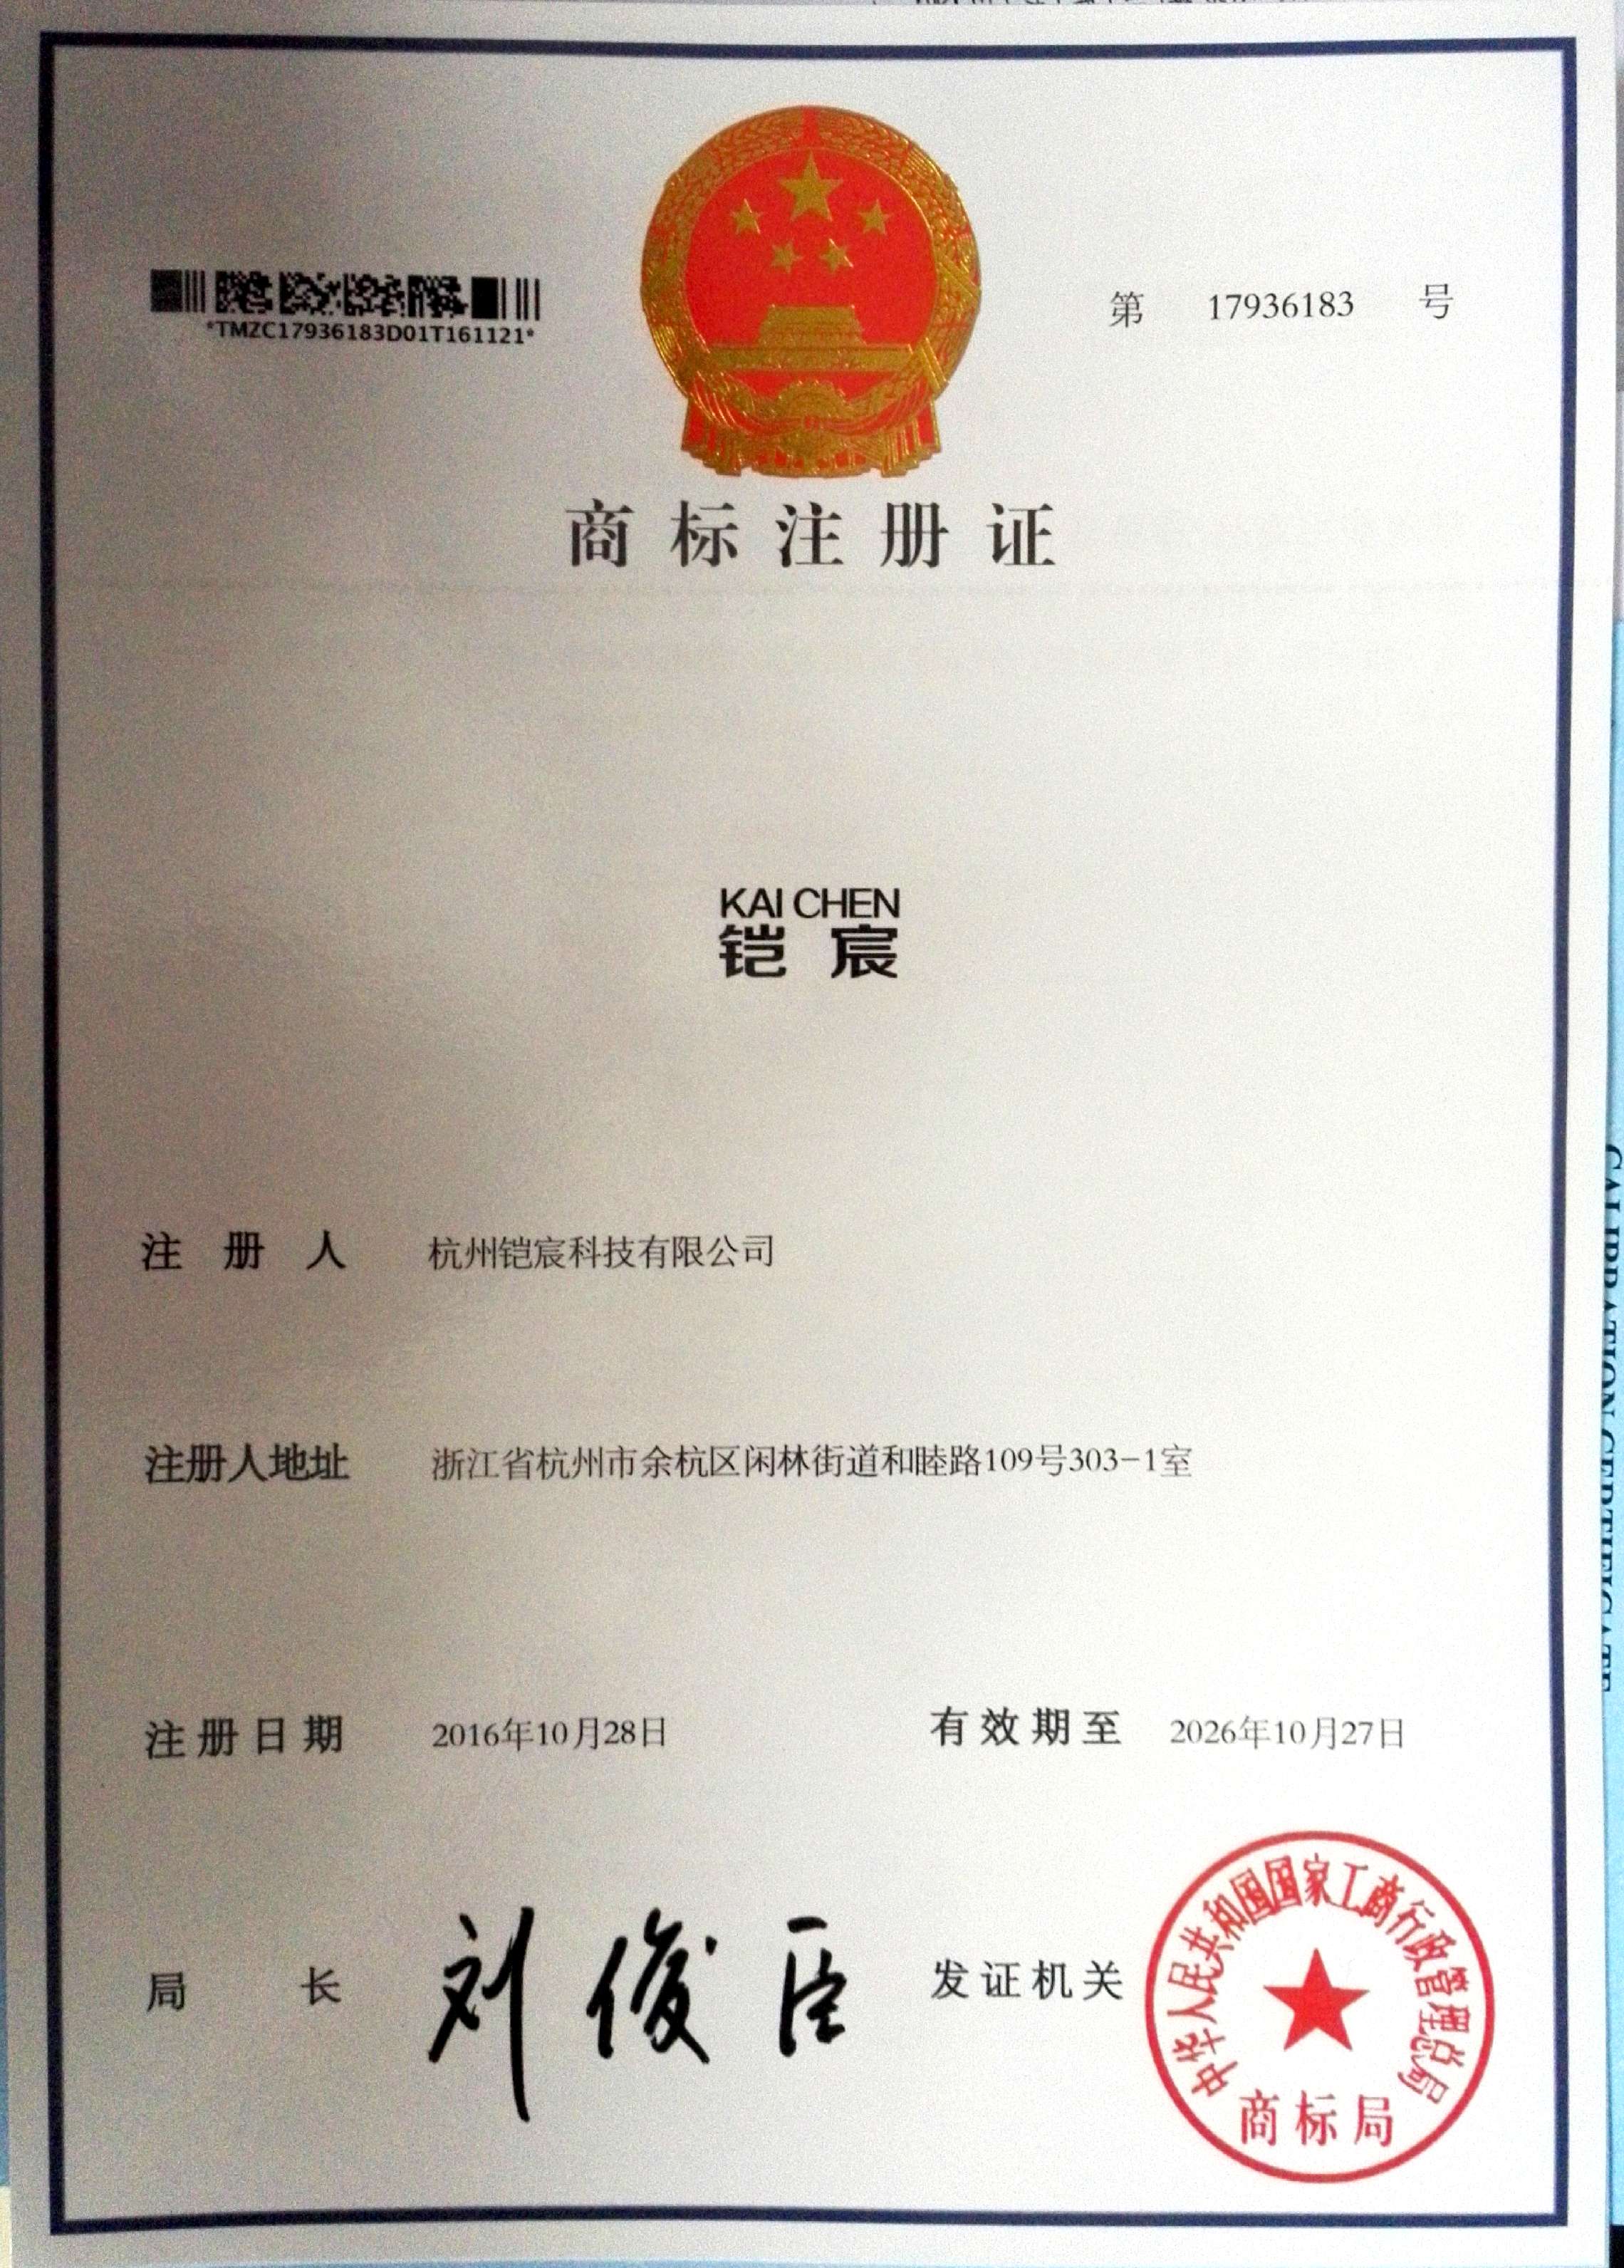 *TMZC17936183D01T161121*
第 17936183 号
商标注册证
KAI CHEN
铠宸
注册人 杭州铠宸科技有限公司
注册人地址 浙江省杭州市余杭区闲林街道和睦路109号303-1室
注册日期 2016年10月28日 有效期至 2026年10月27日
局长 刘俊臣 发证机关
中华人民共和国国家工商行政管理总局
商标局
CALIBRATION CERTIFICATE